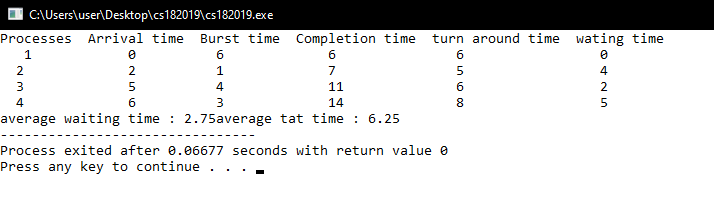 C:\Users\user\Desktop\cs182019\cs182019.exe
Processes  Arrival time  Burst time  Completion time  turn around time  wating time
   1            0           6             6               6                 0
  2             2           1             7               5                 4
  3             5           4             11              6                 2
  4             6           3             14              8                 5
average waiting time : 2.75average tat time : 6.25
--------------------------------
Process exited after 0.06677 seconds with return value 0
Press any key to continue . . .